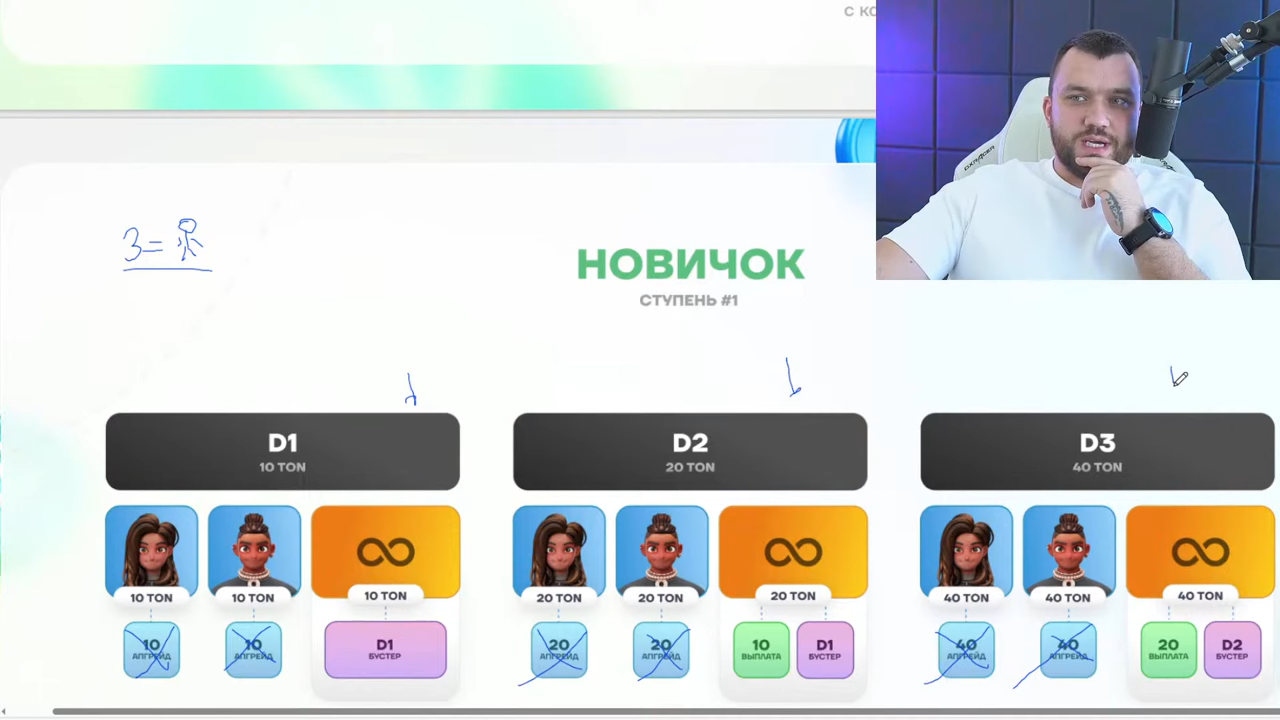 С КО
3=
НОВИЧОК
СТУПЕНЬ #1
D1
10 TON
D2
20 TON
D3
40 TON
10 TON
10 TON
10 TON
20 TON
20 TON
20 TON
40 TON
40 TON
40 TON
10
АПГРЕЙД
10
АПГРЕЙД
D1
БУСТЕР
20
АПГРЕЙД
20
АПГРЕЙД
10
ВЫПЛАТА
D1
БУСТЕР
40
АПГРЕЙД
40
АПГРЕЙД
20
ВЫПЛАТА
D2
БУСТЕР